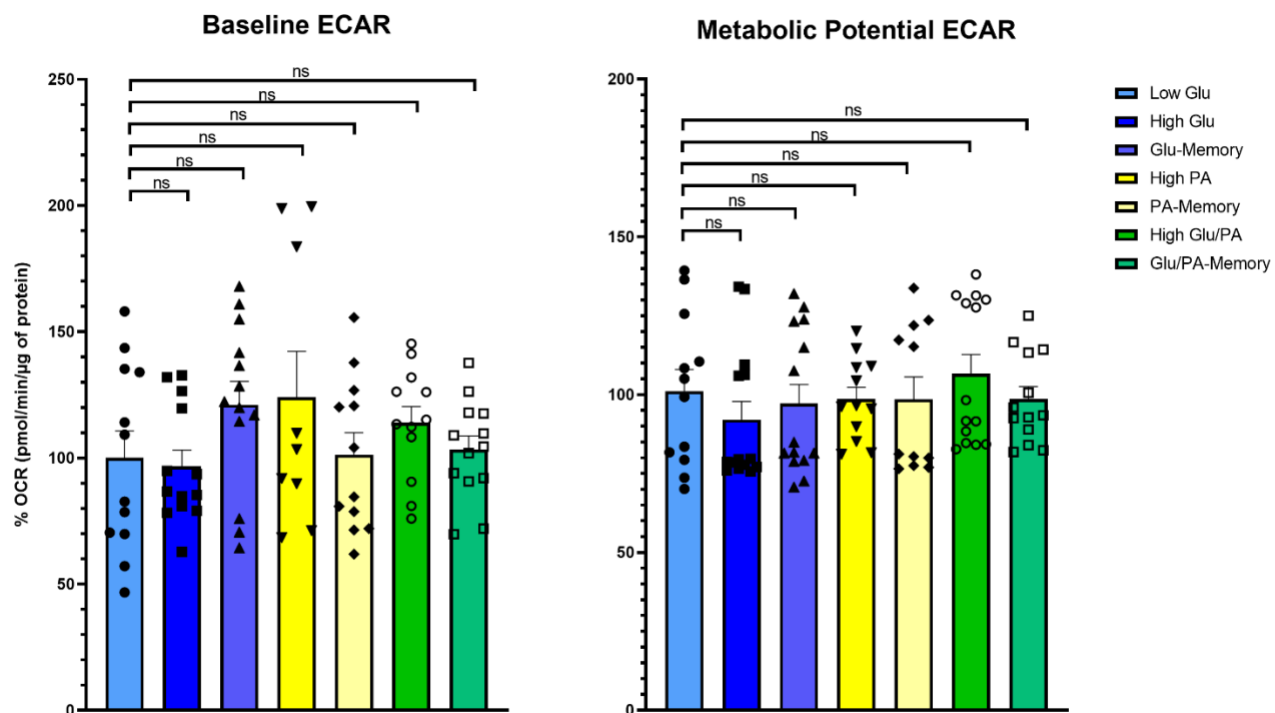 Baseline ECAR
% OCR (pmol/min/µg of protein)
250
200
150
100
50
0
ns
ns
ns
ns
ns
ns
Metabolic Potential ECAR
200
150
100
50
0
ns
ns
ns
ns
ns
ns
Low Glu
High Glu
Glu-Memory
High PA
PA-Memory
High Glu/PA
Glu/PA-Memory